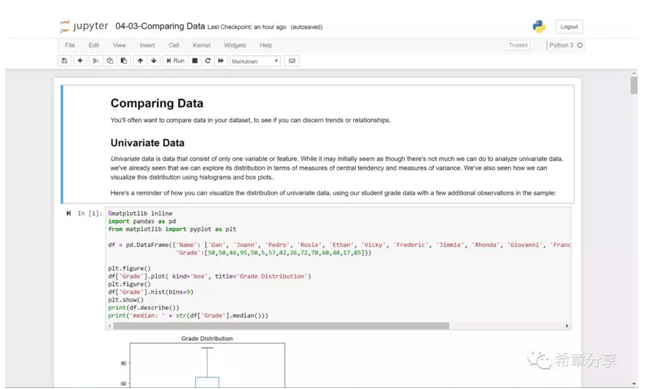 jupyter 04-03-Comparing Data Last Checkpoint: an hour ago (autosaved)
Logout
File Edit View Insert Cell Kernel Widgets Help
Trusted Python 3
Run Markdown
Comparing Data
You'll often want to compare data in your dataset, to see if you can discern trends or relationships.
Univariate Data
Univariate data is data that consist of only one variable or feature. While it may initially seem as though there's not much we can do to analyze univariate data,
we've already seen that we can explore its distribution in terms of measures of central tendency and measures of variance. We've also seen how we can
visualize this distribution using histograms and box plots.
Here's a reminder of how you can visualize the distribution of univariate data, using our student grade data with a few additional observations in the sample:
In [1]:
%matplotlib inline
import pandas as pd
from matplotlib import pyplot as plt
df = pd.DataFrame({'Name': ['Dan', 'Joann', 'Pedro', 'Rosie', 'Ethan', 'Vicky', 'Frederic', 'Jimmie', 'Rhonda', 'Giovanni', 'Franc
'Grade':[50,50,46,95,50,5,57,42,26,72,78,60,40,17,85]})
plt.figure()
df['Grade'].plot( kind='box', title='Grade Distribution')
plt.figure()
df['Grade'].hist(bins=9)
plt.show()
print(df.describe())
print('median: ' + str(df['Grade'].median()))
Grade Distribution
80
60
希章分享